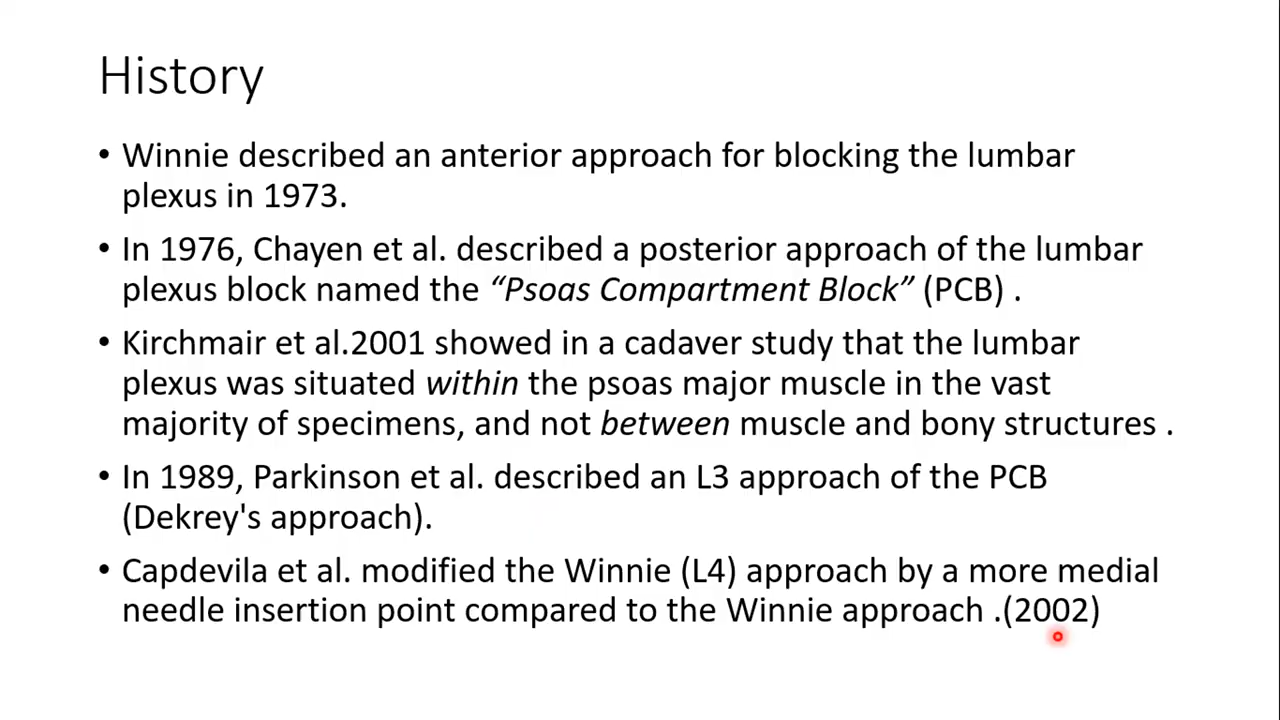 History
• Winnie described an anterior approach for blocking the lumbar
plexus in 1973.
• In 1976, Chayen et al. described a posterior approach of the lumbar
plexus block named the “Psoas Compartment Block” (PCB) .
• Kirchmair et al.2001 showed in a cadaver study that the lumbar
plexus was situated within the psoas major muscle in the vast
majority of specimens, and not between muscle and bony structures .
• In 1989, Parkinson et al. described an L3 approach of the PCB
(Dekrey's approach).
• Capdevila et al. modified the Winnie (L4) approach by a more medial
needle insertion point compared to the Winnie approach .(2002)